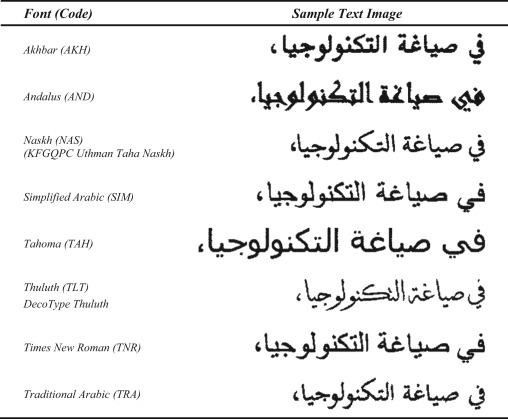 Font (Code) Sample Text Image
Akhbar (AKH) في صياغة التكنولوجيا،
Andalus (AND) في صياغة التكنولوجيا،
Naskh (NAS)
(KFGQPC Uthman Taha Naskh) في صياغة التكنولوجيا،
Simplified Arabic (SIM) في صياغة التكنولوجيا،
Tahoma (TAH) في صياغة التكنولوجيا،
Thuluth (TLT)
DecoType Thuluth في صياغة التكنولوجيا،
Times New Roman (TNR) في صياغة التكنولوجيا،
Traditional Arabic (TRA) في صياغة التكنولوجيا،